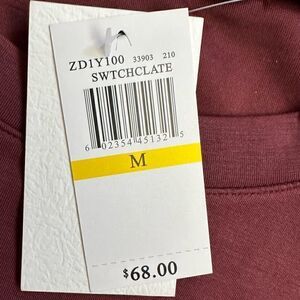 ZD1Y100 33903 210
SWTCHCLATE
6 02354 45132 5
M
$68.00